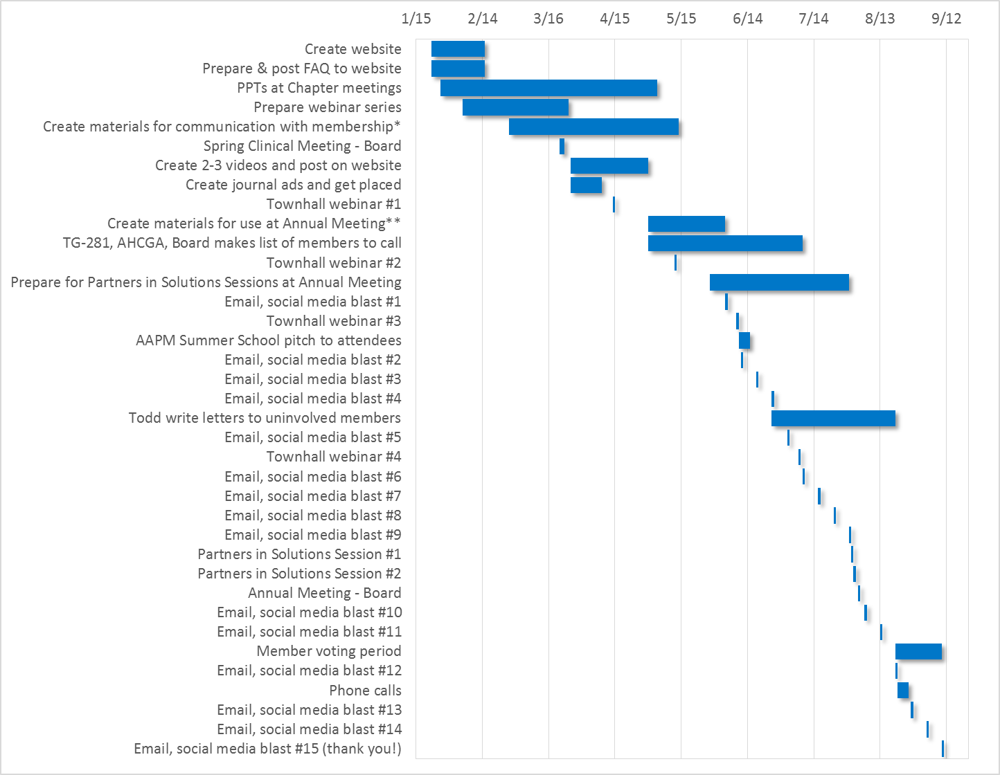 1/15 2/14 3/16 4/15 5/15 6/14 7/14 8/13 9/12
Create website
Prepare & post FAQ to website
PPTs at Chapter meetings
Prepare webinar series
Create materials for communication with membership*
Spring Clinical Meeting - Board
Create 2-3 videos and post on website
Create journal ads and get placed
Townhall webinar #1
Create materials for use at Annual Meeting**
TG-281, AHCGA, Board makes list of members to call
Townhall webinar #2
Prepare for Partners in Solutions Sessions at Annual Meeting
Email, social media blast #1
Townhall webinar #3
AAPM Summer School pitch to attendees
Email, social media blast #2
Email, social media blast #3
Email, social media blast #4
Todd write letters to uninvolved members
Email, social media blast #5
Townhall webinar #4
Email, social media blast #6
Email, social media blast #7
Email, social media blast #8
Email, social media blast #9
Partners in Solutions Session #1
Partners in Solutions Session #2
Annual Meeting - Board
Email, social media blast #10
Email, social media blast #11
Member voting period
Email, social media blast #12
Phone calls
Email, social media blast #13
Email, social media blast #14
Email, social media blast #15 (thank you!)